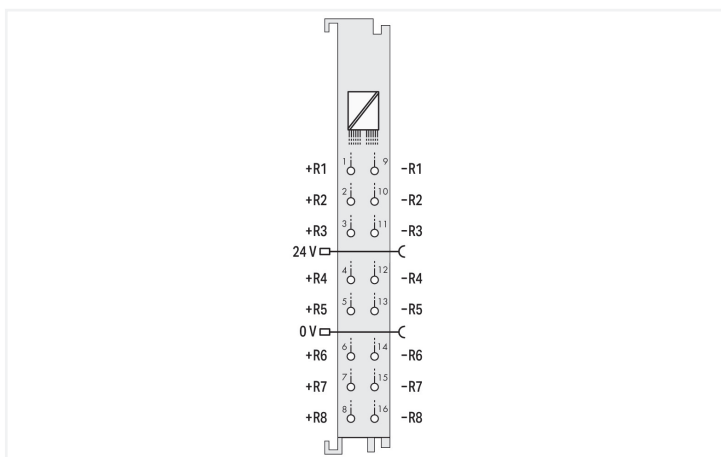 +R1 1 9 −R1
+R2 2 10 −R2
+R3 3 11 −R3
24 V
+R4 4 12 −R4
+R5 5 13 −R5
0 V
+R6 6 14 −R6
+R7 7 15 −R7
+R8 8 16 −R8